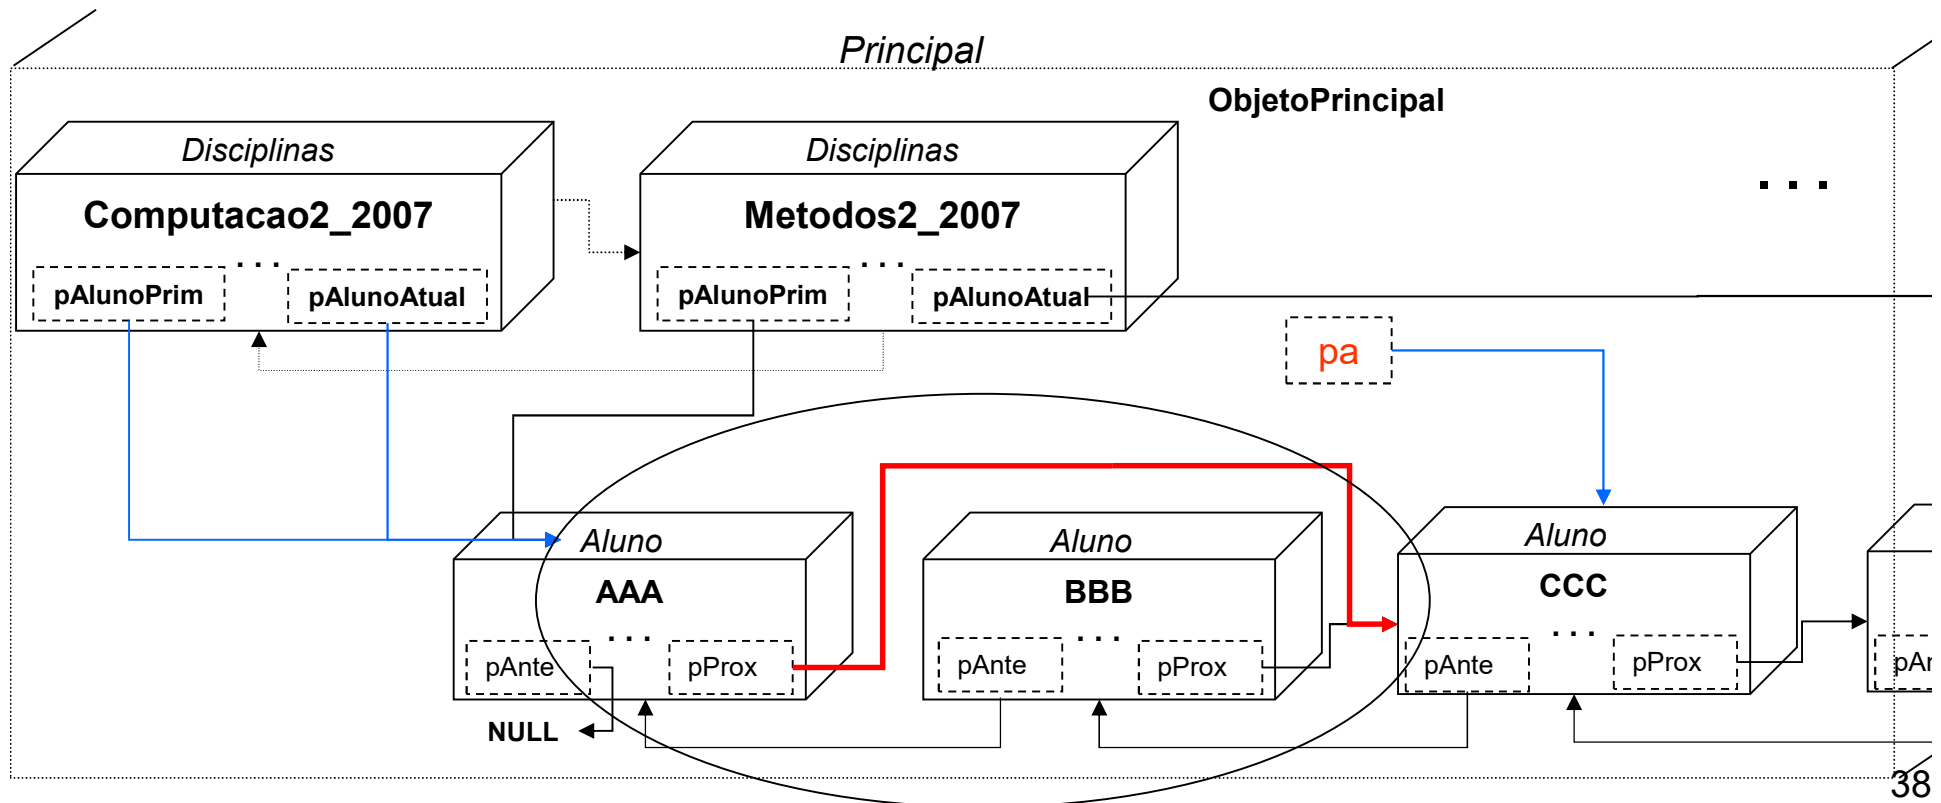 Principal
ObjetoPrincipal
Disciplinas
Disciplinas
. . .
Computacao2_2007
Metodos2_2007
. . .
. . .
pAlunoPrim
pAlunoAtual
pAlunoPrim
pAlunoAtual
pa
Aluno
Aluno
Aluno
AAA
BBB
CCC
. . .
. . .
. . .
pAnte
pProx
pAnte
pProx
pAnte
pProx
pAn
NULL
38